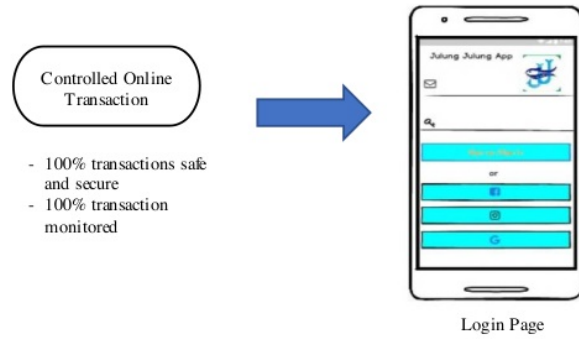 Controlled Online
Transaction
- 100% transactions safe
and secure
- 100% transaction
monitored
Julung Julung App
or
Login Page